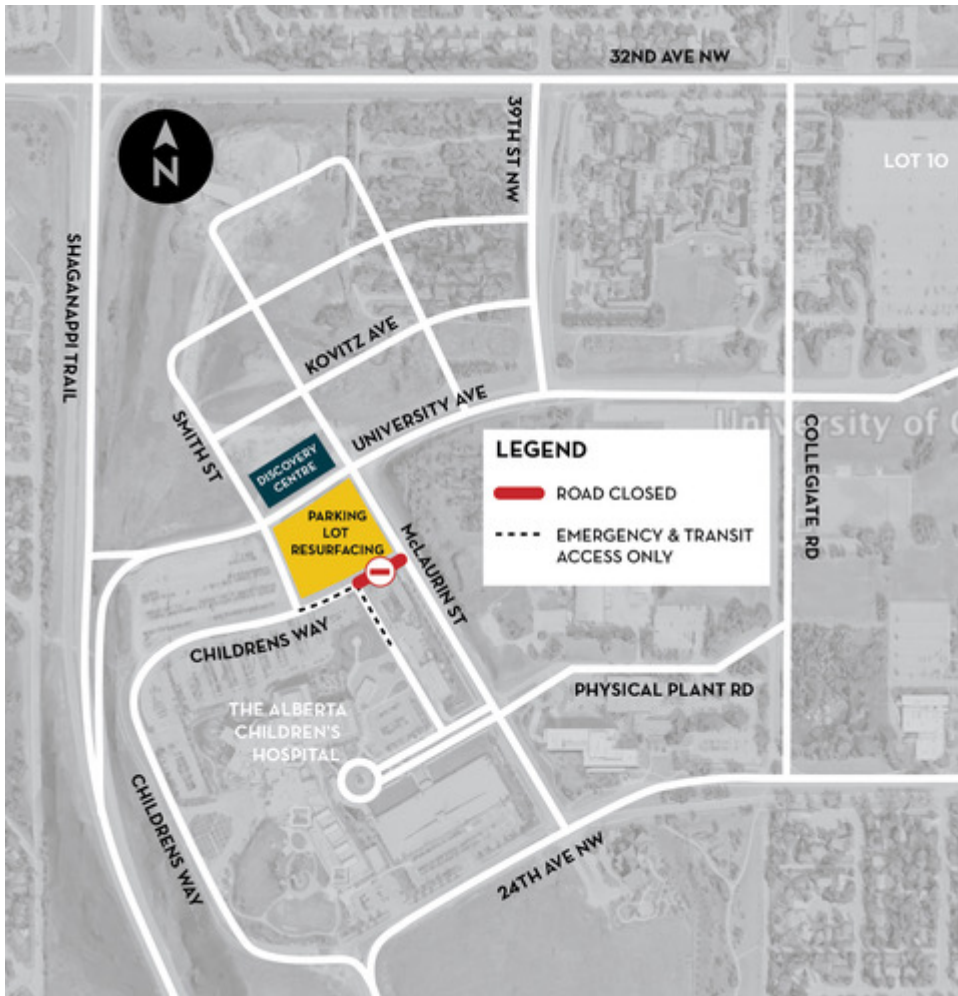 32ND AVE NW
39TH ST NW
LOT 10
N
SHAGANAPPI TRAIL
KOVITZ AVE
SMITH ST
UNIVERSITY AVE
University of C
COLLEGIATE RD
DISCOVERY
CENTRE
LEGEND
ROAD CLOSED
EMERGENCY & TRANSIT
ACCESS ONLY
PARKING
LOT
RESURFACING
McLAURIN ST
CHILDRENS WAY
PHYSICAL PLANT RD
THE ALBERTA
CHILDREN'S
HOSPITAL
CHILDRENS WAY
24TH AVE NW